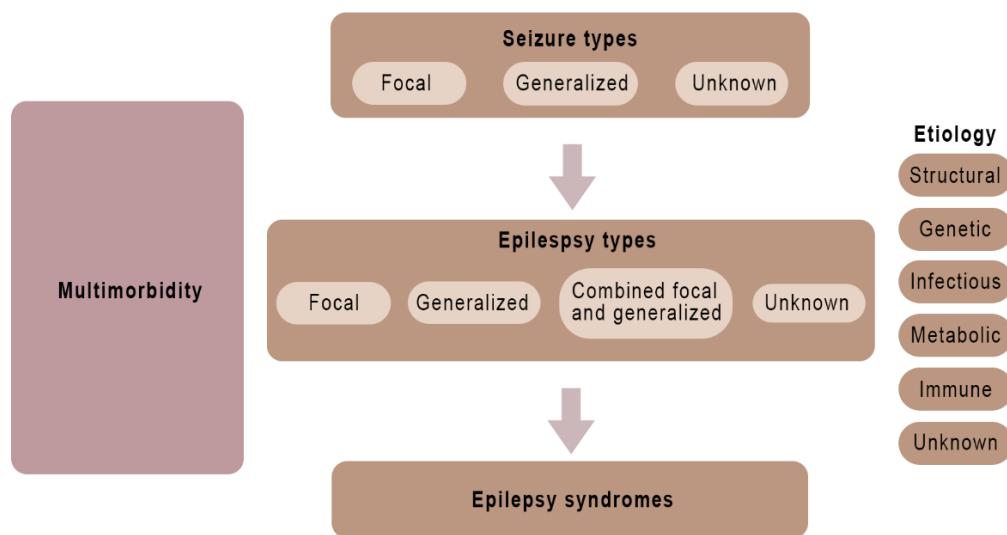 Seizure types
Focal
Generalized
Unknown
Multimorbidity
Epilespsy types
Focal
Generalized
Combined focal
and generalized
Unknown
Epilepsy syndromes
Etiology
Structural
Genetic
Infectious
Metabolic
Immune
Unknown